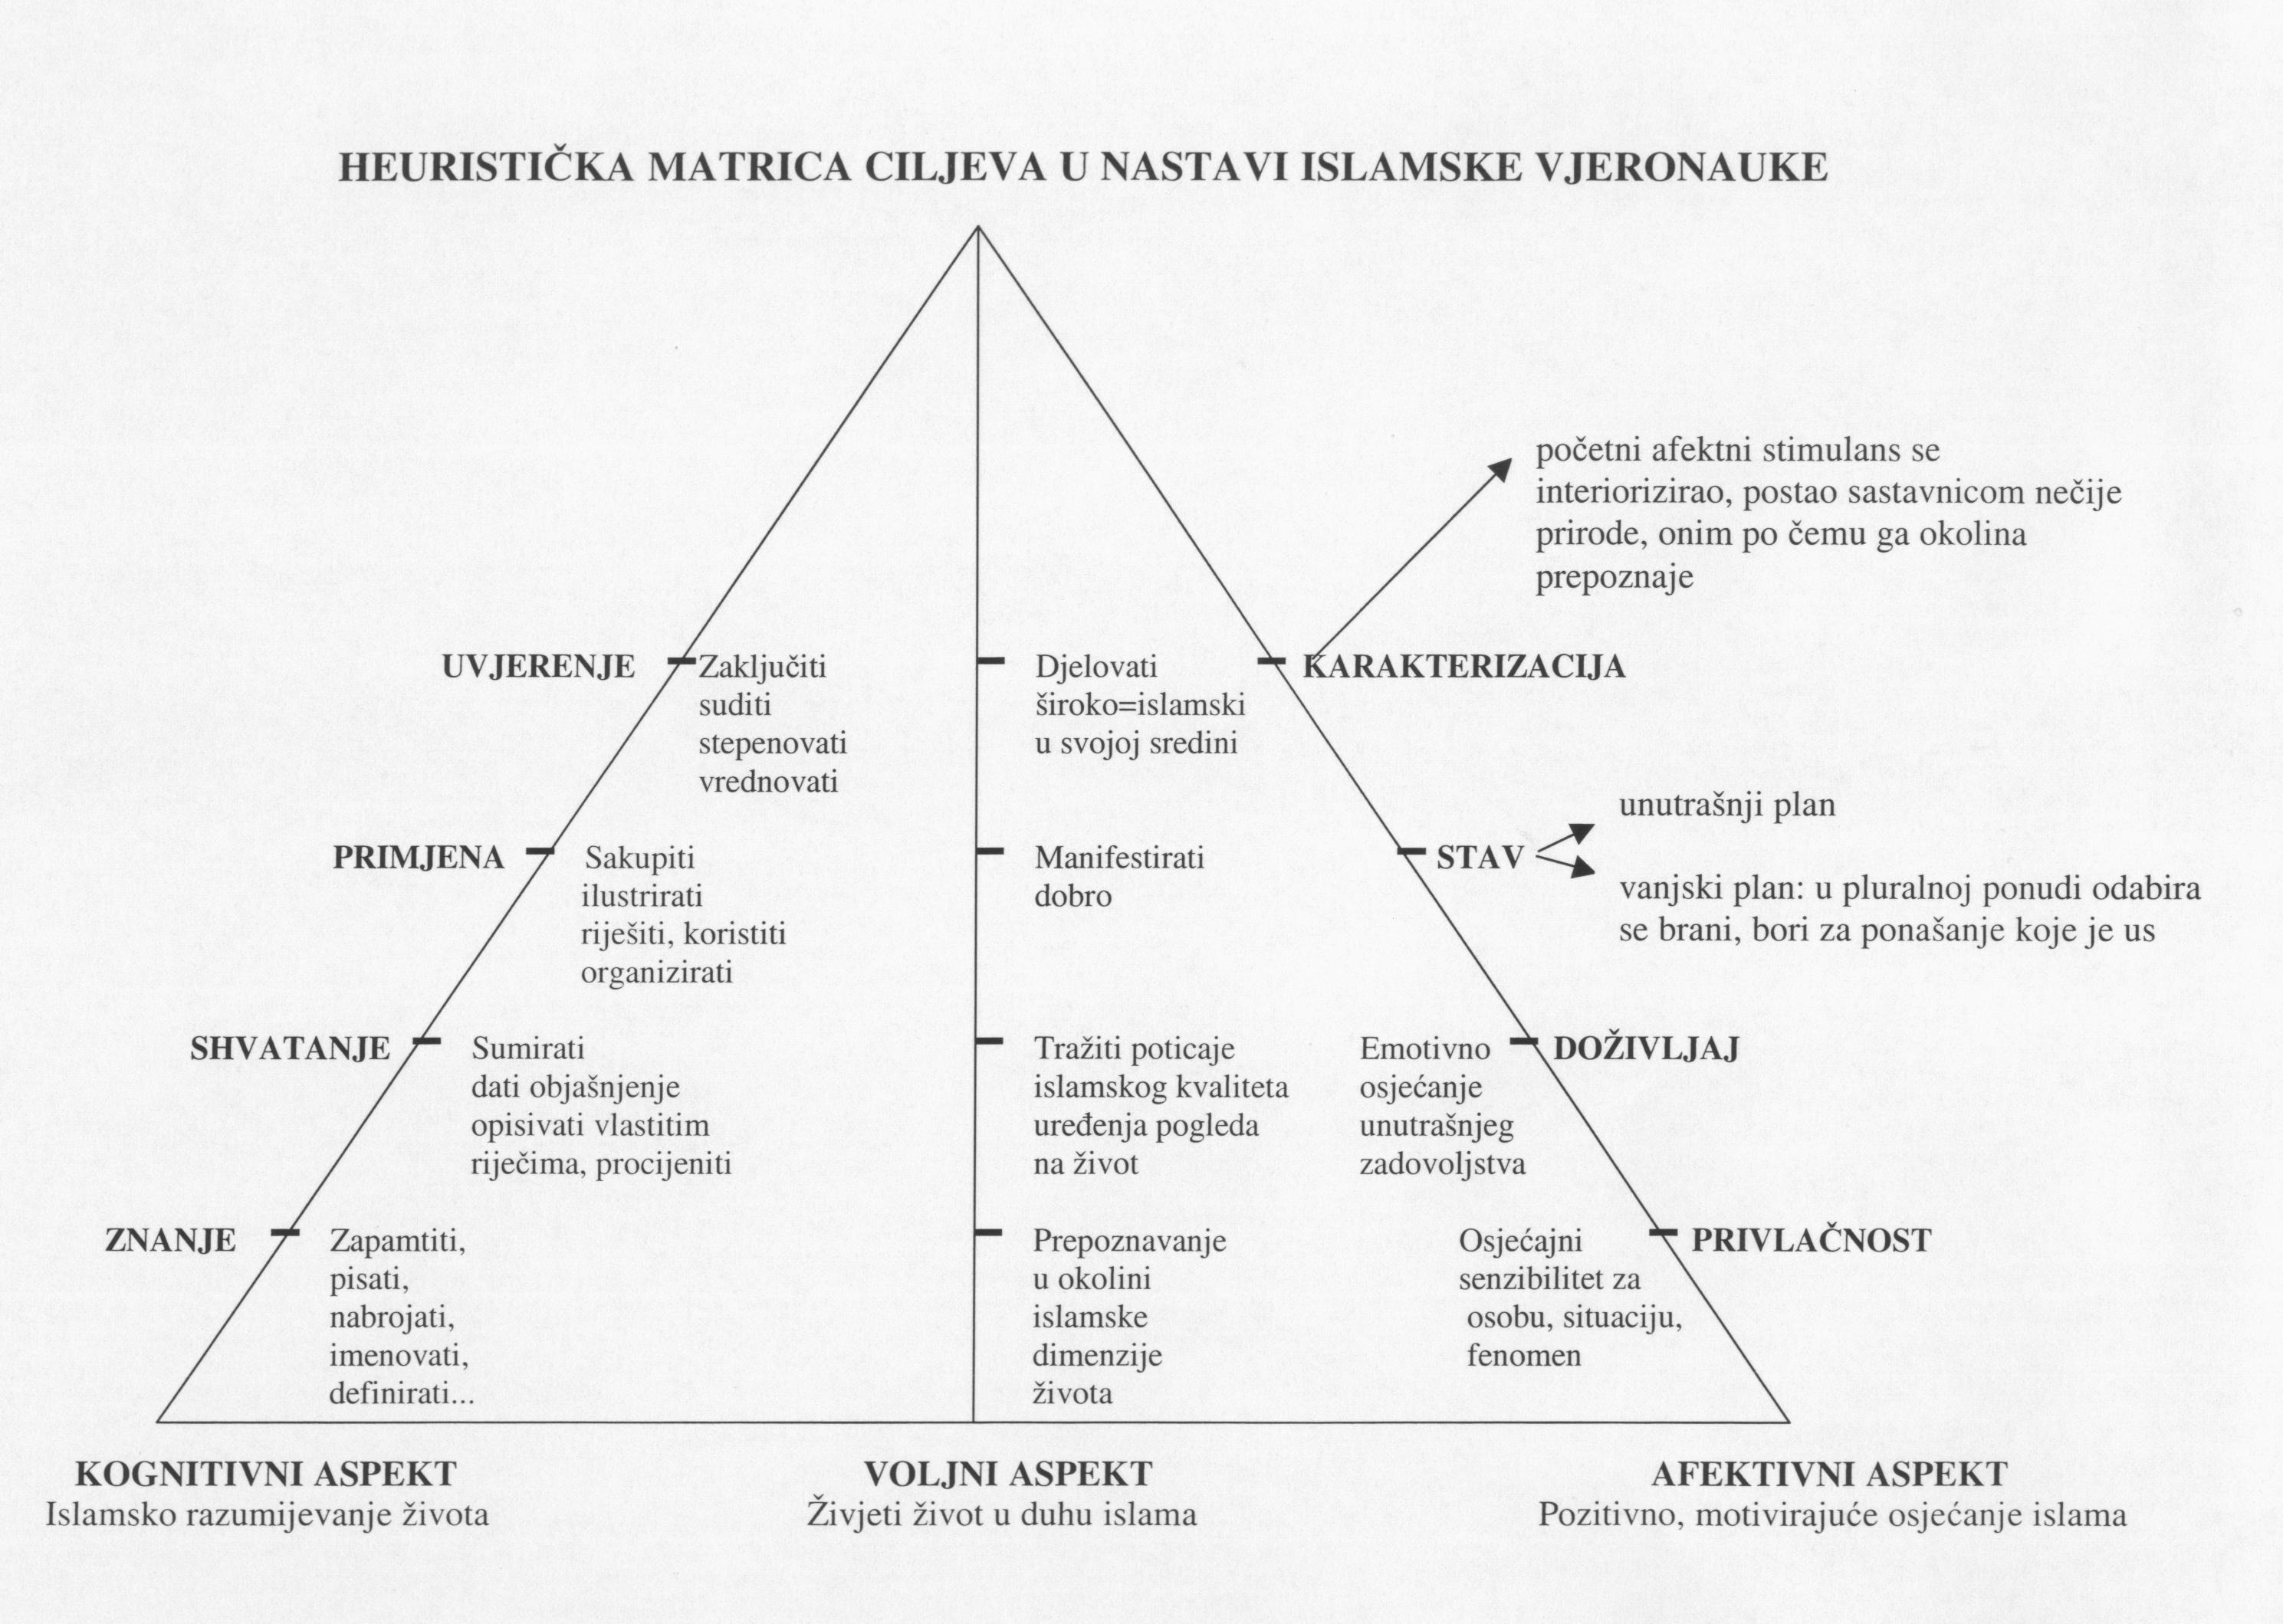 HEURISTIČKA MATRICA CILJEVA U NASTAVI ISLAMSKE VJERONAUKE
početni afektni stimulans se
interiorizirao, postao sastavnicom nečije
prirode, onim po čemu ga okolina
prepoznaje
UVJERENJE
Zaključiti
suditi
stepenovati
vrednovati
Djelovati
široko=islamski
u svojoj sredini
KARAKTERIZACIJA
PRIMJENA
Sakupiti
ilustrirati
riješiti, koristiti
organizirati
Manifestirati
dobro
STAV
unutrašnji plan
vanjski plan: u pluralnoj ponudi odabira
se brani, bori za ponašanje koje je us
SHVATANJE
Sumirati
dati objašnjenje
opisivati vlastitim
riječima, procijeniti
Tražiti poticaje
islamskog kvaliteta
uređenja pogleda
na život
Emotivno
osjećanje
unutrašnjeg
zadovoljstva
DOŽIVLJAJ
ZNANJE
Zapamtiti,
pisati,
nabrojati,
imenovati,
definirati...
Prepoznavanje
u okolini
islamske
dimenzije
života
Osjećajni
senzibilitet za
osobu, situaciju,
fenomen
PRIVLAČNOST
KOGNITIVNI ASPEKT
Islamsko razumijevanje života
VOLJNI ASPEKT
Živjeti život u duhu islama
AFEKTIVNI ASPEKT
Pozitivno, motivirajuće osjećanje islama